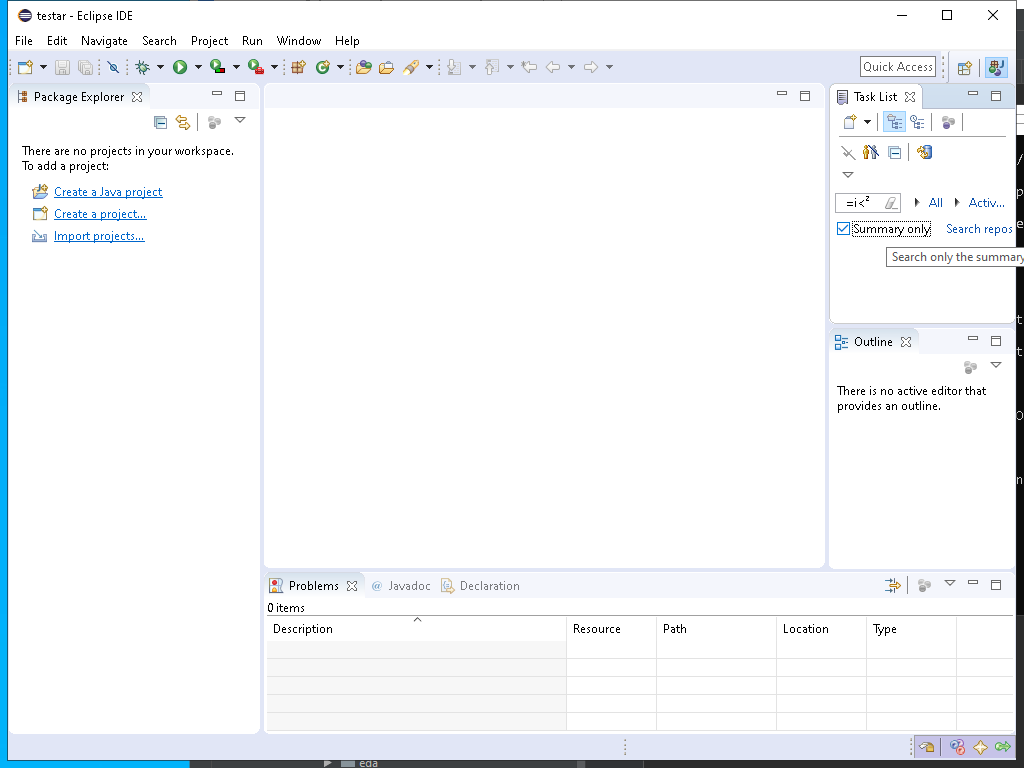 testar - Eclipse IDE
File Edit Navigate Search Project Run Window Help
Quick Access
Package Explorer
There are no projects in your workspace.
To add a project:
Create a Java project
Create a project...
Import projects...
Task List
=i<²
All
Activ...
Summary only
Search repos
Search only the summary
Outline
There is no active editor that
provides an outline.
Problems
@ Javadoc
Declaration
0 items
Description Resource Path Location Type
eda